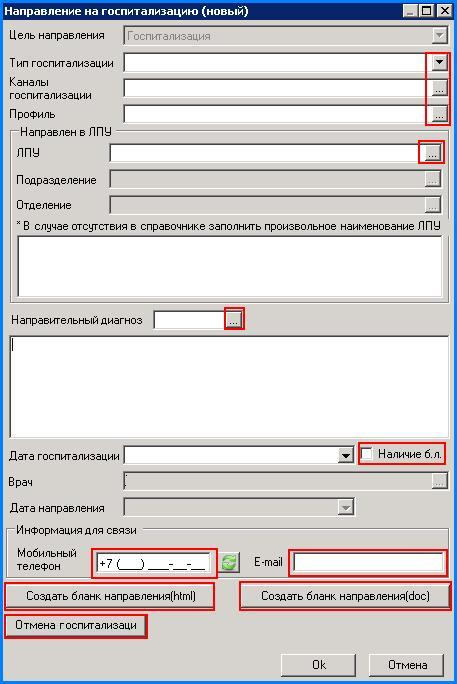 Направление на госпитализацию (новый)
Цель направления Госпитализация
Тип госпитализации
Каналы
госпитализации ...
Профиль ...
Направлен в ЛПУ
ЛПУ ...
Подразделение ...
Отделение ...
* В случае отсутствия в справочнике заполнить произвольное наименование ЛПУ
Направительный диагноз ...
Дата госпитализации Наличие б.л.
Врач ...
Дата направления
Информация для связи
Мобильный
телефон +7 (___) ___-__-__ E-mail
Создать бланк направления(html) Создать бланк направления(doc)
Отмена госпитализаци
Ok Отмена